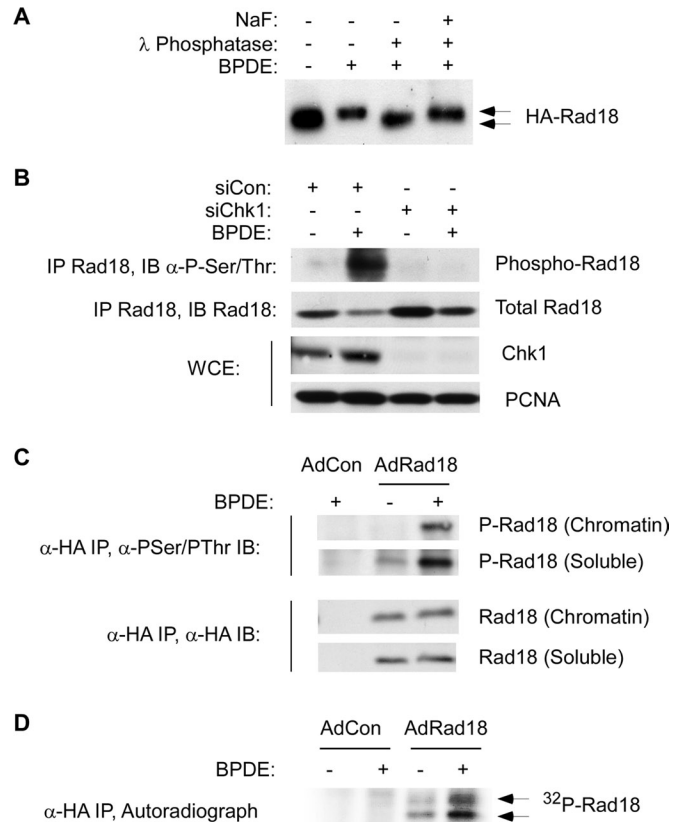 A
NaF: - - - +
λ Phosphatase: - - + +
BPDE: - + + +
HA-Rad18
B
siCon: + + - -
siChk1: - - + +
BPDE: - + - +
IP Rad18, IB α-P-Ser/Thr: Phospho-Rad18
IP Rad18, IB Rad18: Total Rad18
WCE: Chk1
PCNA
C
AdCon AdRad18
BPDE: + - +
α-HA IP, α-PSer/PThr IB: P-Rad18 (Chromatin)
P-Rad18 (Soluble)
α-HA IP, α-HA IB: Rad18 (Chromatin)
Rad18 (Soluble)
D
AdCon AdRad18
BPDE: - + - +
α-HA IP, Autoradiograph ³²P-Rad18